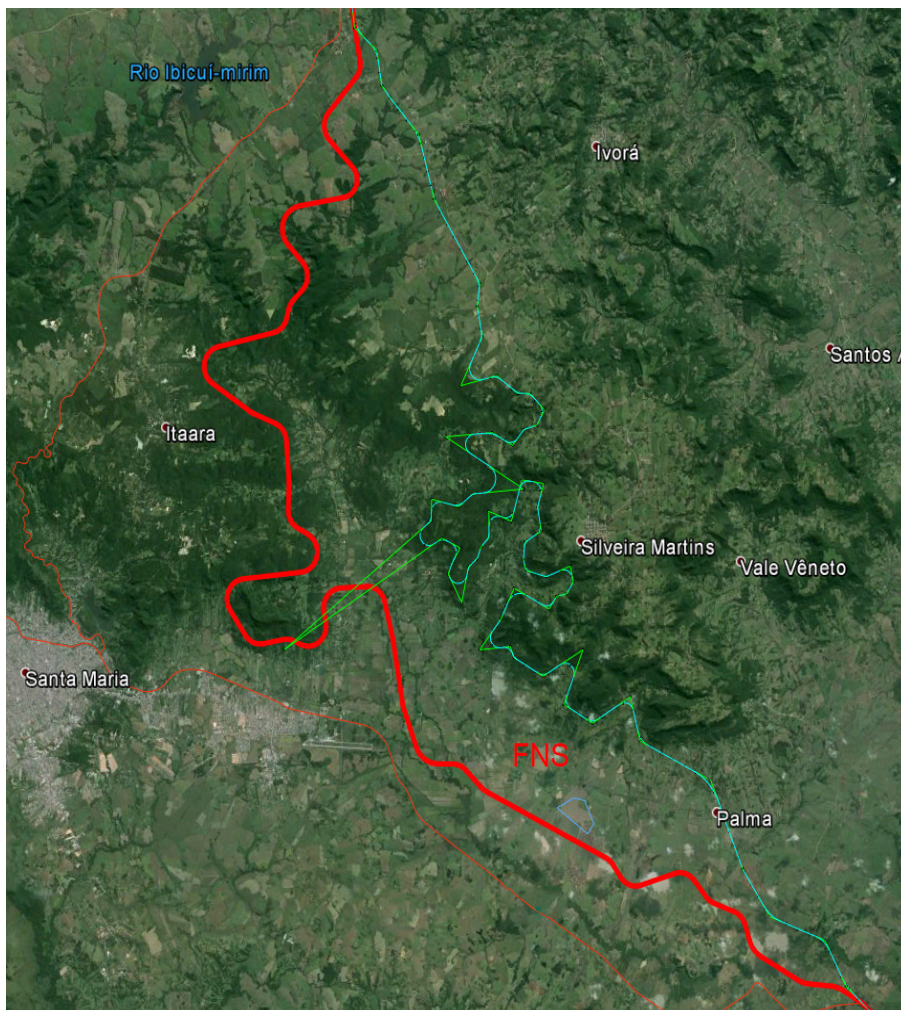 Rio Ibicuí-mirim
Ivorá
Santos A
Itaara
Silveira Martins
Vale Vêneto
Santa Maria
FNS
Palma